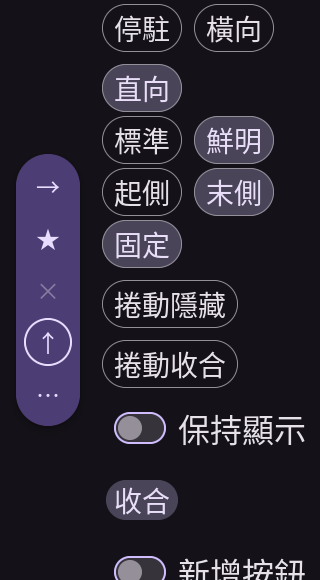 停駐 橫向
直向
標準 鮮明
起側 末側
固定
捲動隱藏
捲動收合
保持顯示
收合
新增按鈕